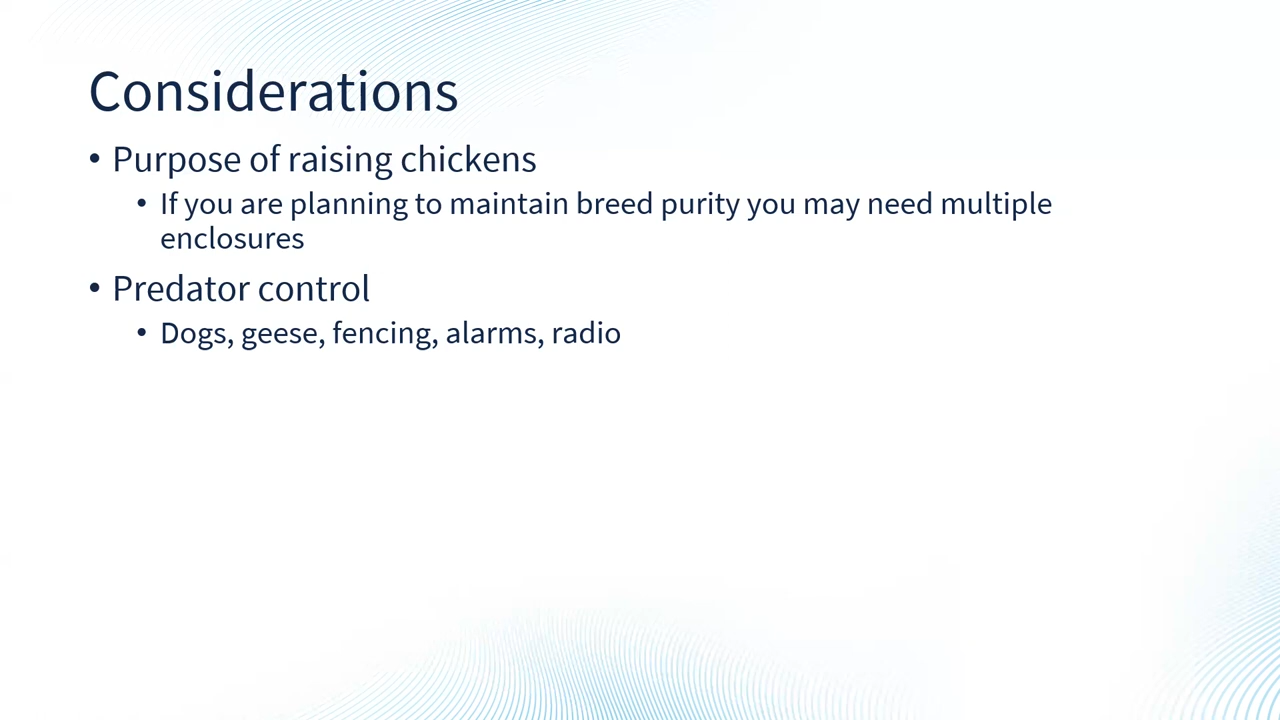 Considerations
• Purpose of raising chickens
• If you are planning to maintain breed purity you may need multiple
enclosures
• Predator control
• Dogs, geese, fencing, alarms, radio